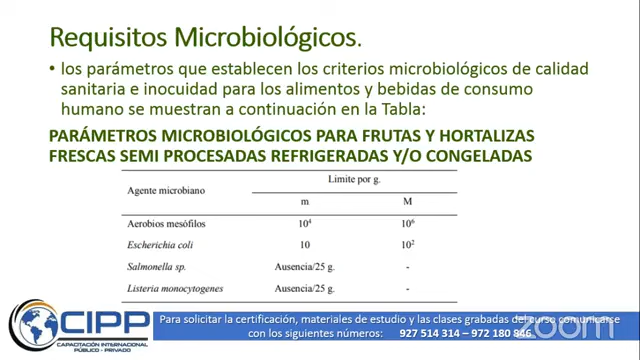 Requisitos Microbiológicos.
• los parámetros que establecen los criterios microbiológicos de calidad
sanitaria e inocuidad para los alimentos y bebidas de consumo
humano se muestran a continuación en la Tabla:
PARÁMETROS MICROBIOLÓGICOS PARA FRUTAS Y HORTALIZAS
FRESCAS SEMI PROCESADAS REFRIGERADAS Y/O CONGELADAS
Agente microbiano Limite por g.
m M
Aerobios mesófilos 10⁴ 10⁶
Escherichia coli 10 10²
Salmonella sp. Ausencia/25 g. -
Listeria monocytogenes Ausencia/25 g. -
CIPP
CAPACITACIÓN INTERNACIONAL
PÚBLICO - PRIVADO
Para solicitar la certificación, materiales de estudio y las clases grabadas del curso comunicarse
con los siguientes números: 927 514 314 – 972 180 846
zoom